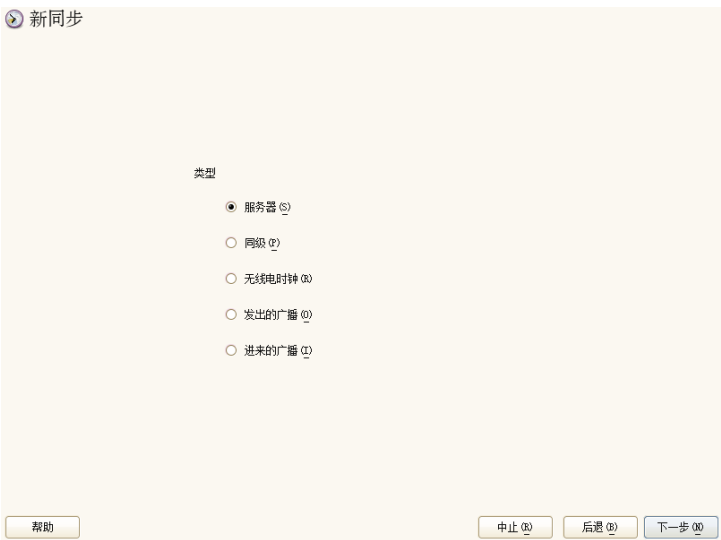 新同步
类型
服务器(S)
同级(P)
无线电时钟(R)
发出的广播(O)
进来的广播(I)
帮助 中止(R) 后退(B) 下一步(N)